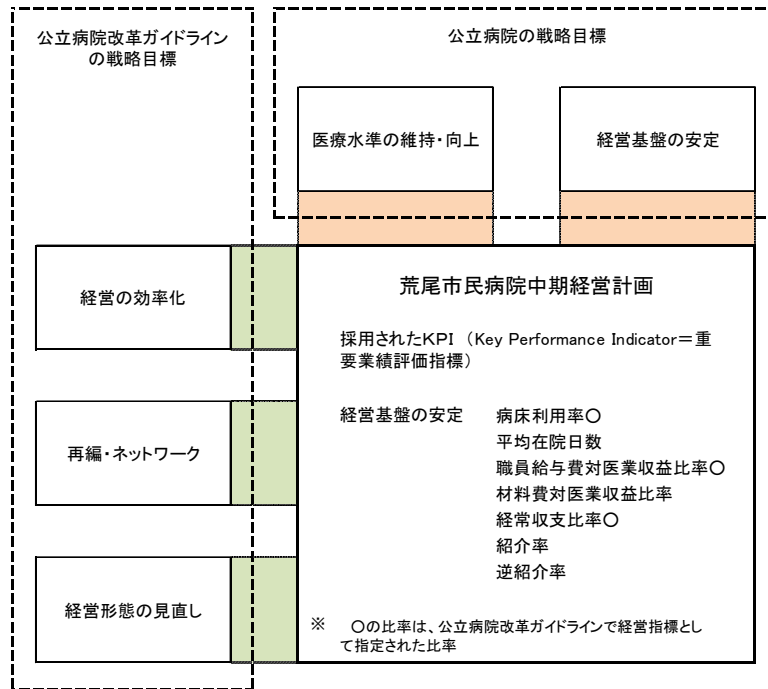 公立病院改革ガイドライン
の戦略目標
公立病院の戦略目標
医療水準の維持・向上
経営基盤の安定
経営の効率化
再編・ネットワーク
経営形態の見直し
荒尾市民病院中期経営計画
採用されたKPI (Key Performance Indicator=重
要業績評価指標)
経営基盤の安定 病床利用率〇
平均在院日数
職員給与費対医業収益比率〇
材料費対医業収益比率
経常収支比率〇
紹介率
逆紹介率
※ 〇の比率は、公立病院改革ガイドラインで経営指標とし
て指定された比率